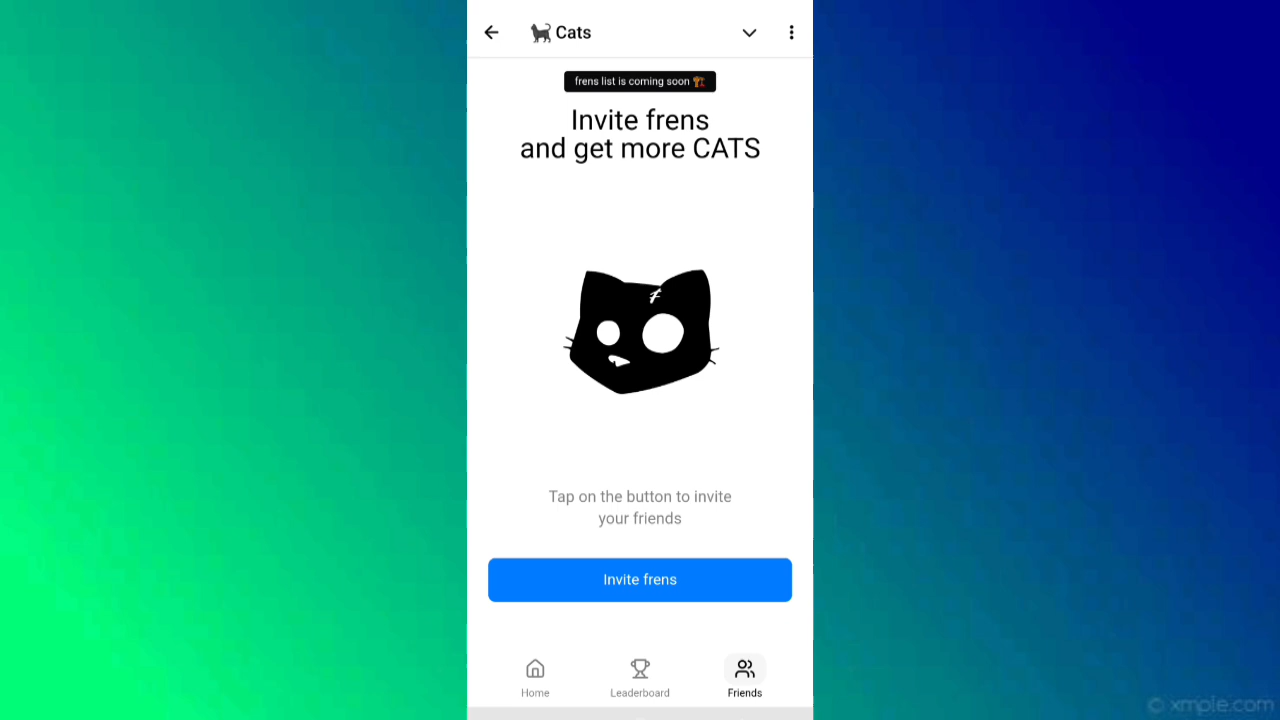 Cats
frens list is coming soon
Invite frens
and get more CATS
Tap on the button to invite
your friends
Invite frens
Home
Leaderboard
Friends
© xmple.com